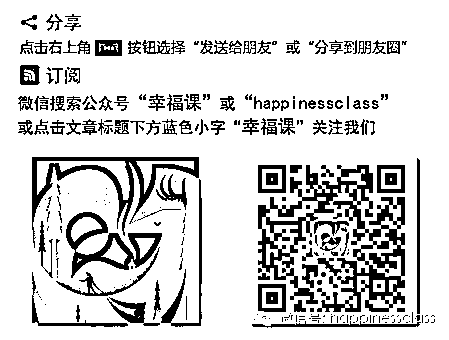 分享
点击右上角 按钮选择“发送给朋友”或“分享到朋友圈”
订阅
微信搜索公众号“幸福课”或“happinessclass”
或点击文章标题下方蓝色小字“幸福课”关注我们
微信号: happinessclass